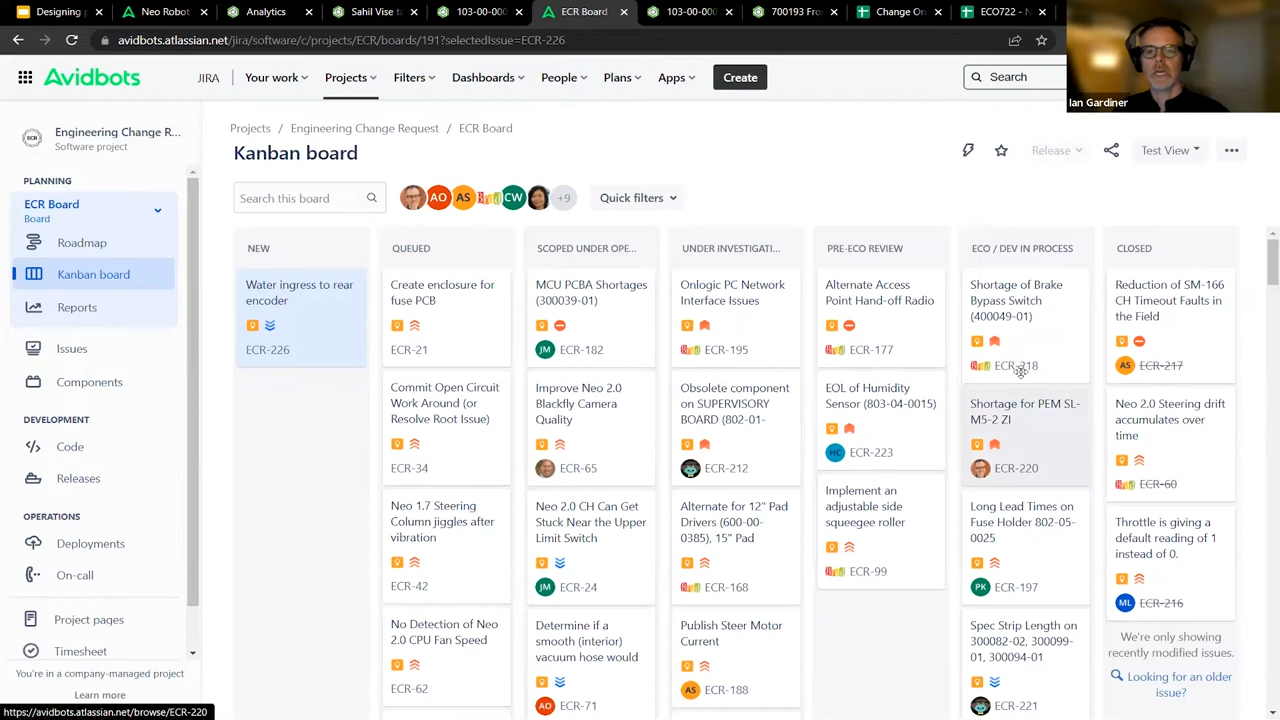 Designing p
Neo Robot
Analytics
Sahil Vise ta
103-00-000
ECR Board
103-00-000
700193 Fro
Change Or
ECO722 - N
avidbots.atlassian.net/jira/software/c/projects/ECR/boards/191?selectedIssue=ECR-226
Avidbots
JIRA
Your work
Projects
Filters
Dashboards
People
Plans
Apps
Create
Search
Ian Gardiner
Engineering Change R...
Software project
PLANNING
ECR Board
Board
Roadmap
Kanban board
Reports
Issues
Components
DEVELOPMENT
Code
Releases
OPERATIONS
Deployments
On-call
Project pages
Timesheet
You're in a company-managed project
Learn more
https://avidbots.atlassian.net/browse/ECR-220
Projects / Engineering Change Request / ECR Board
Kanban board
Release
Test View
Search this board
AO
AS
CW
+9
Quick filters
NEW
Water ingress to rear
encoder
ECR-226
QUEUED
Create enclosure for
fuse PCB
ECR-21
Commit Open Circuit
Work Around (or
Resolve Root Issue)
ECR-34
Neo 1.7 Steering
Column jiggles after
vibration
ECR-42
No Detection of Neo
2.0 CPU Fan Speed
ECR-62
SCOPED UNDER OPE...
MCU PCBA Shortages
(300039-01)
JM ECR-182
Improve Neo 2.0
Blackfly Camera
Quality
ECR-65
Neo 2.0 CH Can Get
Stuck Near the Upper
Limit Switch
JM ECR-24
Determine if a
smooth (interior)
vacuum hose would
AO ECR-71
UNDER INVESTIGATI...
Onlogic PC Network
Interface Issues
ECR-195
Obsolete component
on SUPERVISORY
BOARD (802-01-
ECR-212
Alternate for 12" Pad
Drivers (600-00-
0385), 15" Pad
ECR-168
Publish Steer Motor
Current
AS ECR-188
PRE-ECO REVIEW
Alternate Access
Point Hand-off Radio
ECR-177
EOL of Humidity
Sensor (803-04-0015)
HC ECR-223
Implement an
adjustable side
squeegee roller
ECR-99
ECO / DEV IN PROCESS
Shortage of Brake
Bypass Switch
(400049-01)
ECR-218
Shortage for PEM SL-
M5-2 ZI
ECR-220
Long Lead Times on
Fuse Holder 802-05-
0025
PK ECR-197
Spec Strip Length on
300082-02, 300099-
01, 300094-01
ECR-221
CLOSED
Reduction of SM-166
CH Timeout Faults in
the Field
AS ECR-217
Neo 2.0 Steering drift
accumulates over
time
ECR-60
Throttle is giving a
default reading of 1
instead of 0.
ML ECR-216
We're only showing
recently modified issues.
Looking for an older
issue?